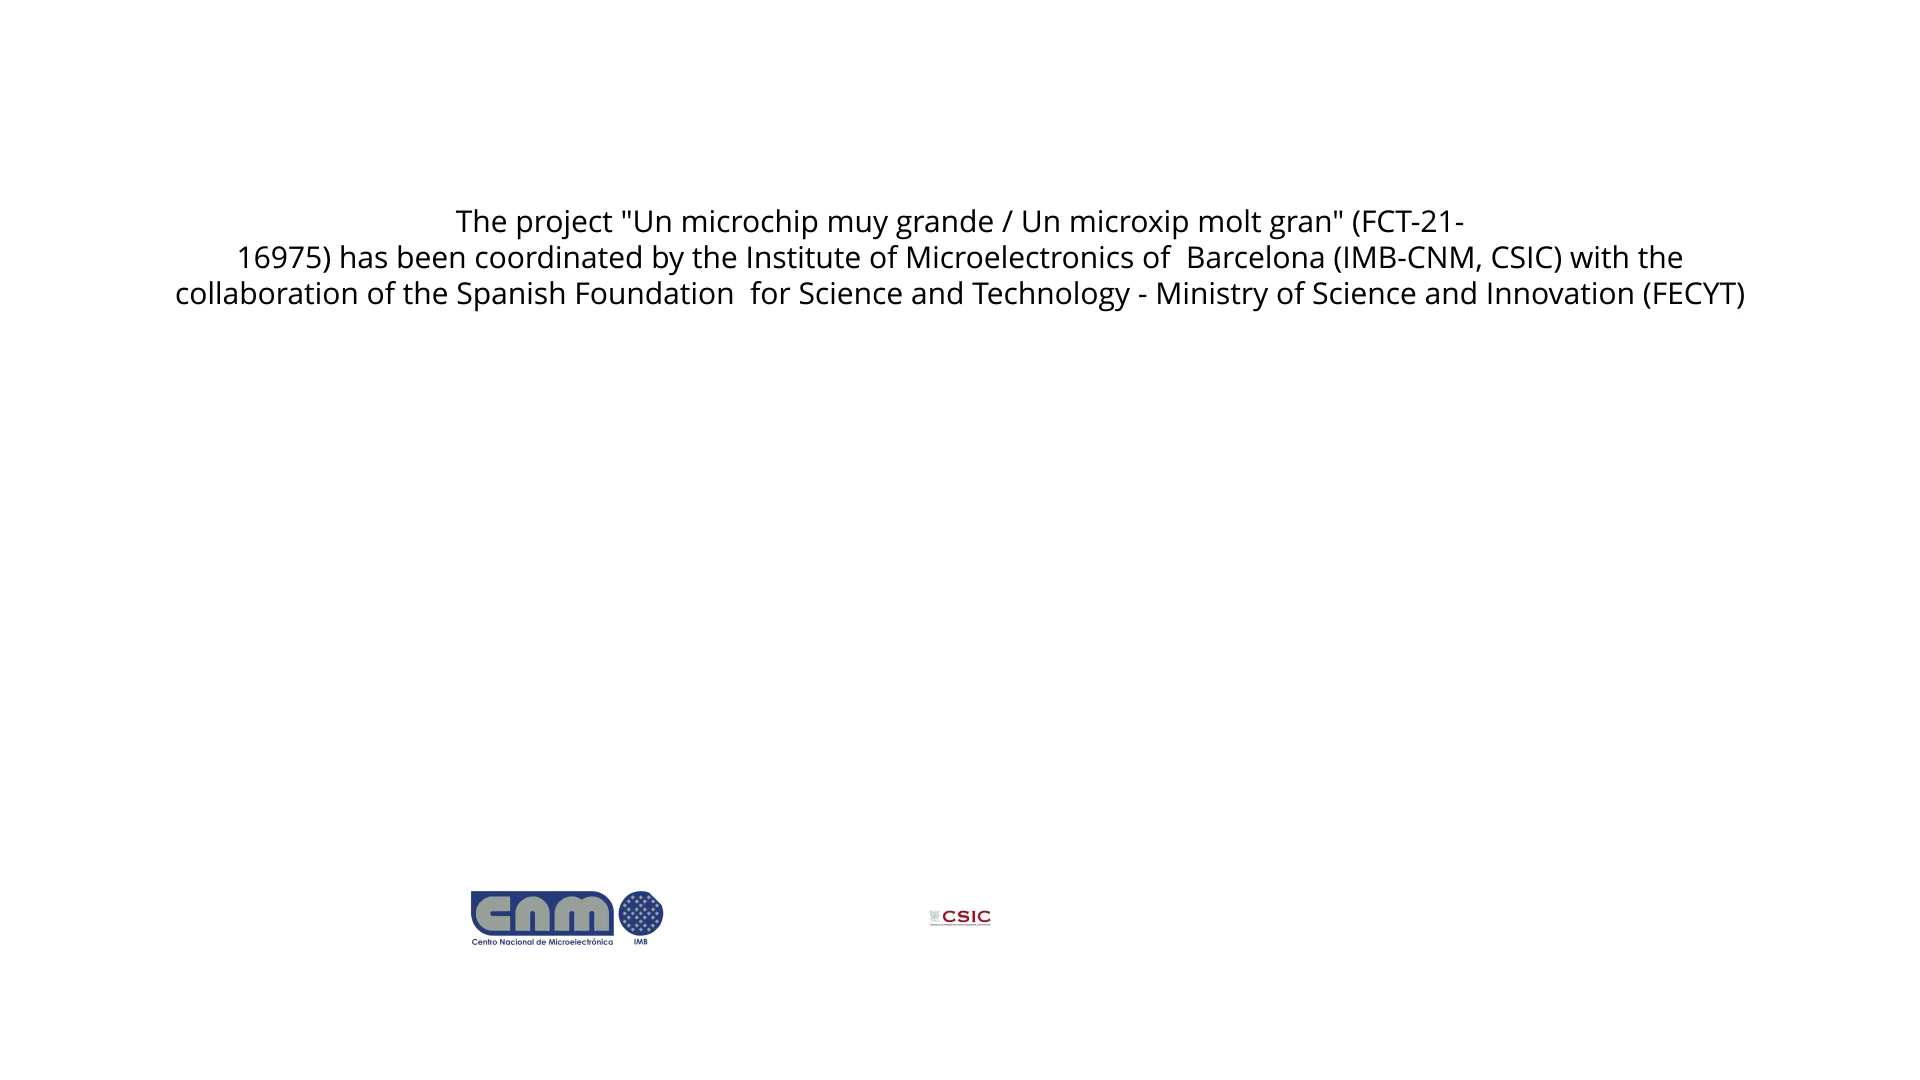 The project "Un microchip muy grande / Un microxip molt gran" (FCT-21-
16975) has been coordinated by the Institute of Microelectronics of  Barcelona (IMB-CNM, CSIC) with the
collaboration of the Spanish Foundation  for Science and Technology - Ministry of Science and Innovation (FECYT)
cnm
Centro Nacional de Microelectrónica IMB
CSIC